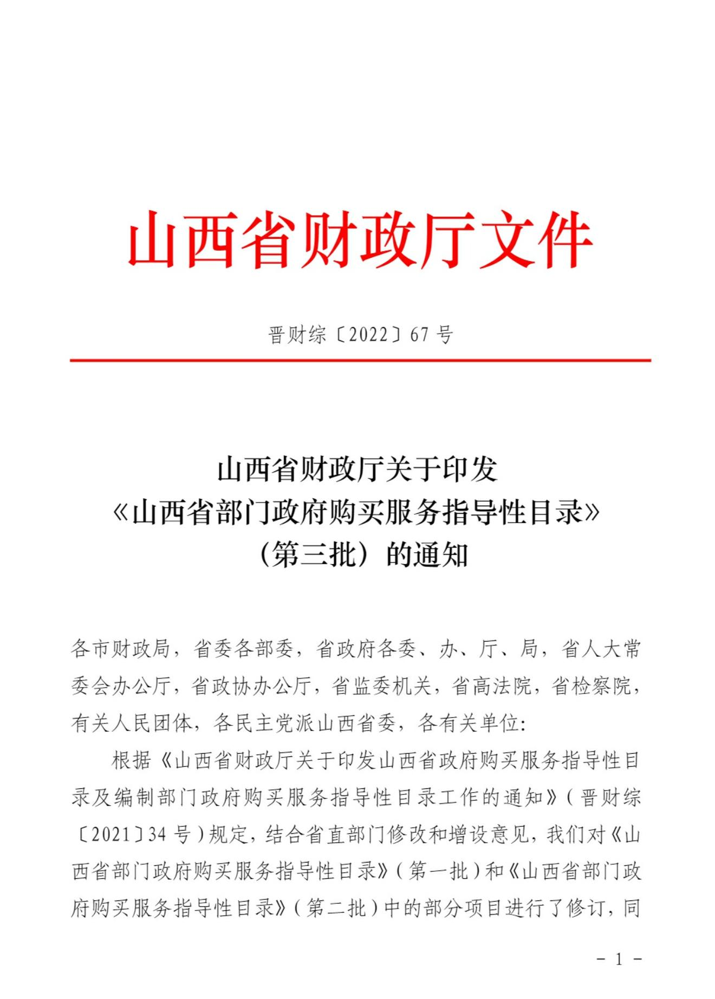 山西省财政厅文件
晋财综〔2022〕67 号
山西省财政厅关于印发
《山西省部门政府购买服务指导性目录》
（第三批）的通知
各市财政局，省委各部委，省政府各委、办、厅、局，省人大常
委会办公厅，省政协办公厅，省监委机关，省高法院，省检察院，
有关人民团体，各民主党派山西省委，各有关单位：
根据《山西省财政厅关于印发山西省政府购买服务指导性目
录及编制部门政府购买服务指导性目录工作的通知》（晋财综
〔2021〕34 号）规定，结合省直部门修改和增设意见，我们对《山
西省部门政府购买服务指导性目录》（第一批）和《山西省部门政
府购买服务指导性目录》（第二批）中的部分项目进行了修订，同
- 1 -